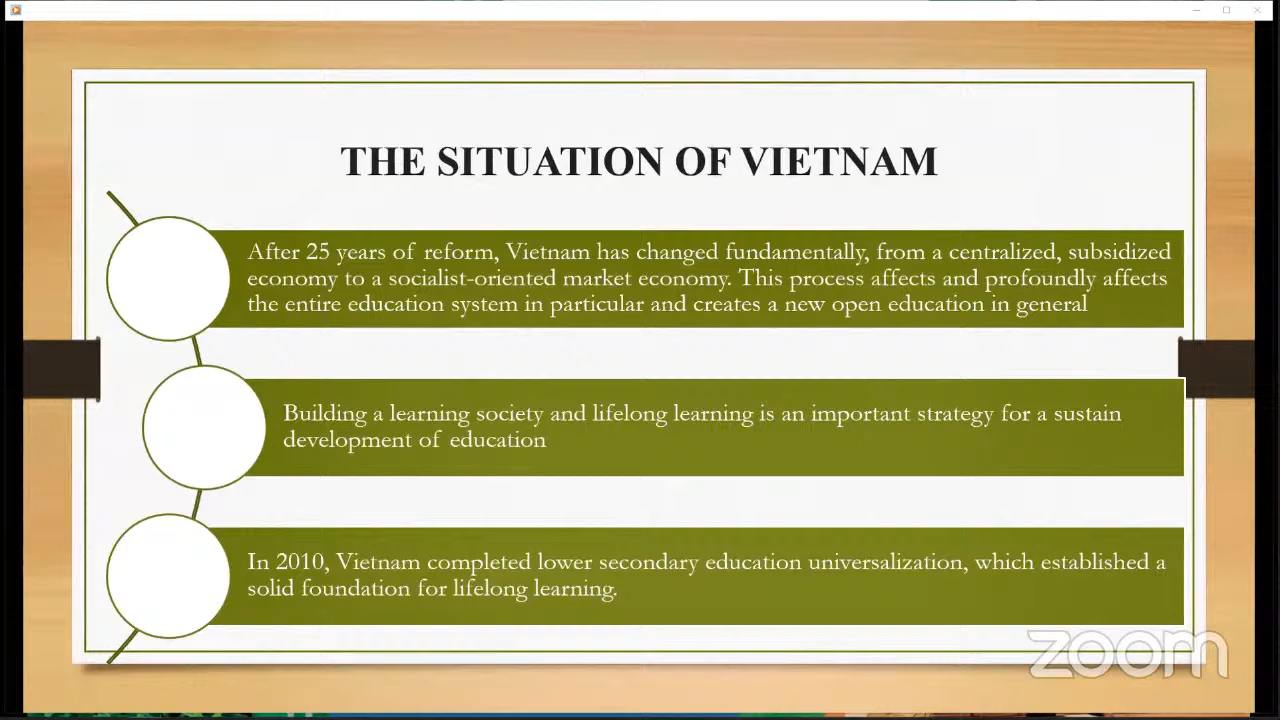 THE SITUATION OF VIETNAM
After 25 years of reform, Vietnam has changed fundamentally, from a centralized, subsidized
economy to a socialist-oriented market economy. This process affects and profoundly affects
the entire education system in particular and creates a new open education in general
Building a learning society and lifelong learning is an important strategy for a sustain
development of education
In 2010, Vietnam completed lower secondary education universalization, which established a
solid foundation for lifelong learning.
zoom